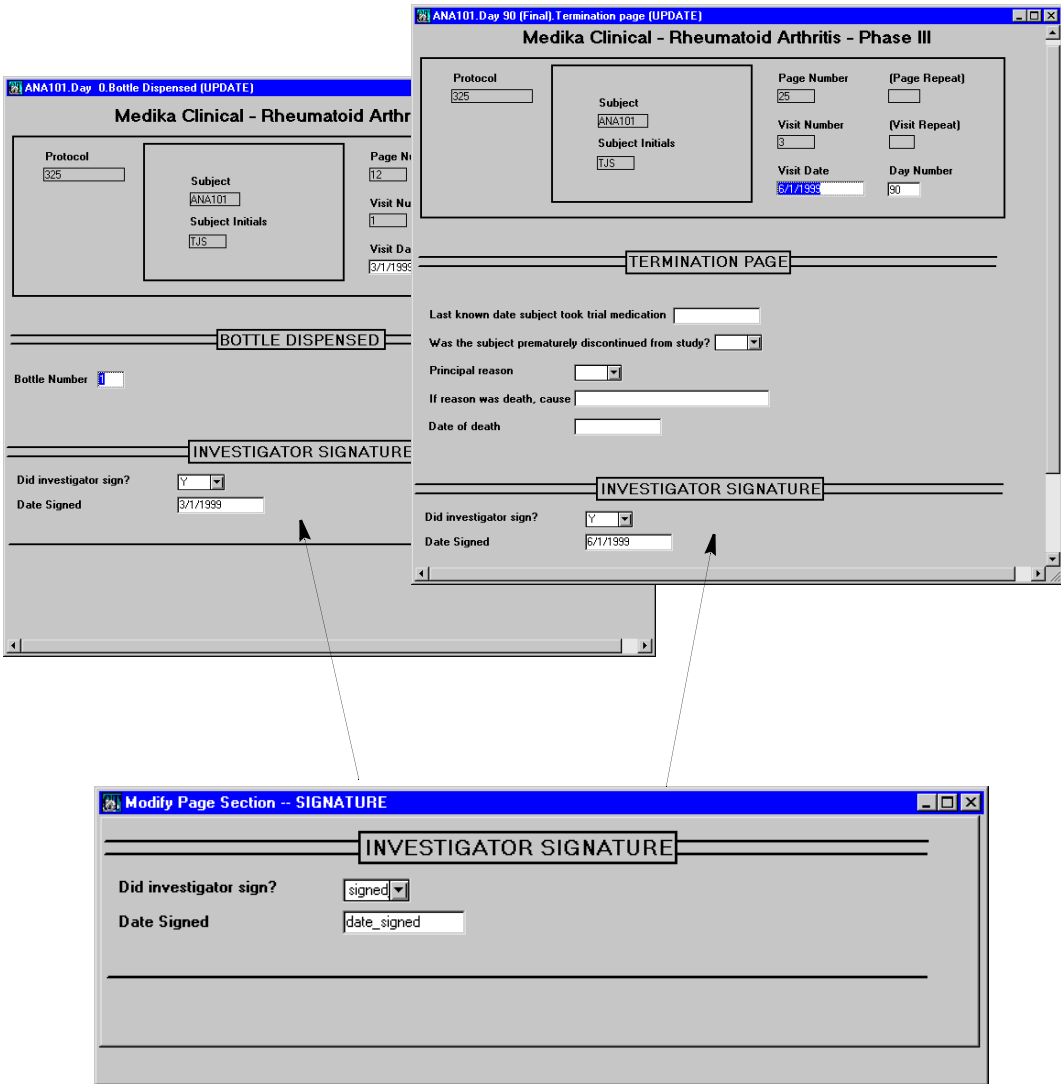 ANA101.Day 90 (Final).Termination page (UPDATE)
Medika Clinical - Rheumatoid Arthritis - Phase III
Protocol
325
Subject
ANA101
Subject Initials
TJS
Page Number (Page Repeat)
25
Visit Number (Visit Repeat)
3
Visit Date Day Number
6/1/1999 90
TERMINATION PAGE
Last known date subject took trial medication
Was the subject prematurely discontinued from study?
Principal reason
If reason was death, cause
Date of death
INVESTIGATOR SIGNATURE
Did investigator sign? Y
Date Signed 6/1/1999
ANA101.Day 0.Bottle Dispensed (UPDATE)
Medika Clinical - Rheumatoid Arthr
Protocol
325
Subject
ANA101
Subject Initials
TJS
Page Nu
12
Visit Nu
1
Visit Da
3/1/1999
BOTTLE DISPENSED
Bottle Number 1
INVESTIGATOR SIGNATURE
Did investigator sign? Y
Date Signed 3/1/1999
Modify Page Section -- SIGNATURE
INVESTIGATOR SIGNATURE
Did investigator sign? signed
Date Signed date_signed